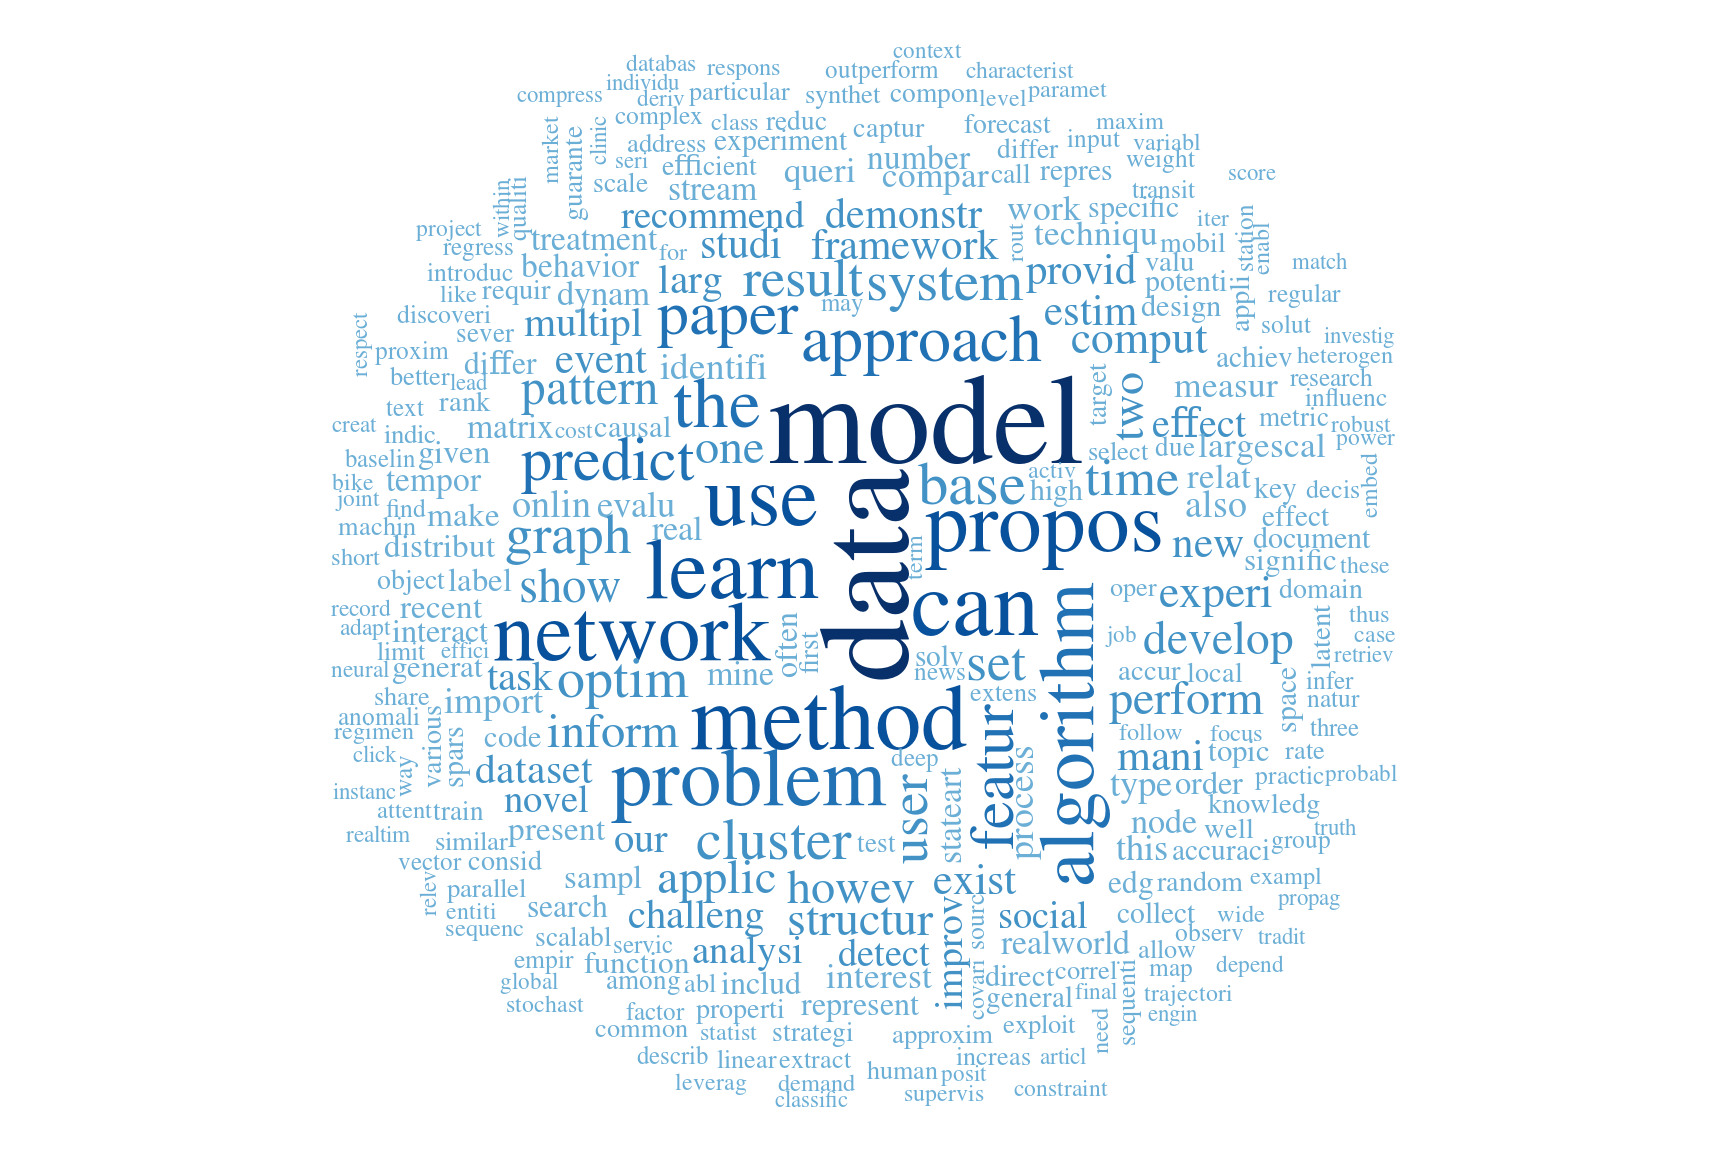 context
databas respons outperform characterist
individu
compress deriv particular synthet compon level paramet
complex class reduc captur forecast maxim
market clinic guarante address experiment differ input variabl
seri efficient queri number weight
scale stream compar call repres score
within qualiti transit
recommend demonstr work specific iter
project treatment studi framework rout techniqu mobil station enabl
regress for
introduc behavior larg result system provid valu match
like requir dynam may potenti appli regular
discoveri multipl paper estim design
respect sever approach comput solut investig
proxim differ event identifi achiev heterogen
better lead pattern target two measur research
text rank the model influenc
creat indic matrix cost causal effect metric robust
baselin given predict one select due largescal power
bike tempor use data base activ time relat embed
joint find onlin evalu high key decis
machin make real propos also effect
short distribut graph term new document
object label show learn signific these
record recent can oper experi domain
adapt interact network often first algorithm job develop latent thus
limit effici solv case
neural generat task optim mine news set accur local retriev
share import extens perform space infer
anomali method natur
regimen various spars code inform featur follow focus three
click way dataset deep mani topic rate
instanc novel problem user stateart process type order practic probabl
attent train knowledg
realtim similar present our cluster test node well truth
vector consid this accuraci group
relev parallel sampl applic howev exist edg random exampl
entiti search challeng structur improv sourc social collect wide propag
sequenc scalabl servic analysi detect realworld allow observ tradit
empir function interest covari direct correl sequenti map depend
global among abl includ general final trajectori
stochast factor properti represent need engin
common statist strategi approxim exploit
describ linear extract increas articl
leverag demand human posit
classific supervis constraint